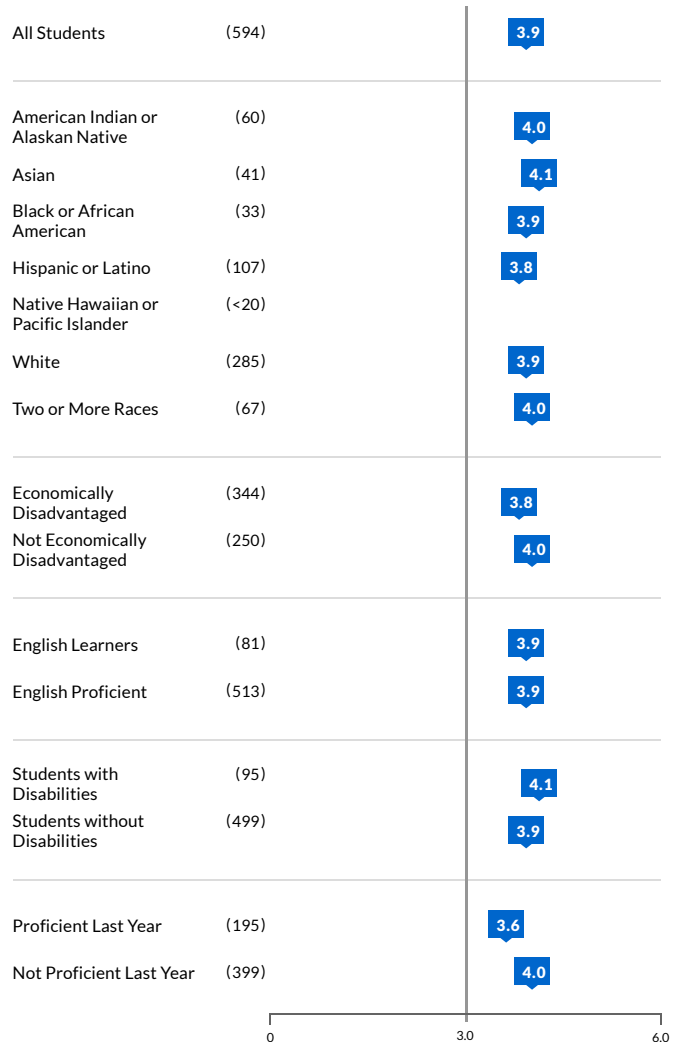 All Students (594) 3.9
American Indian or (60)
Alaskan Native 4.0
Asian (41) 4.1
Black or African (33)
American 3.9
Hispanic or Latino (107) 3.8
Native Hawaiian or (<20)
Pacific Islander
White (285) 3.9
Two or More Races (67) 4.0
Economically (344)
Disadvantaged 3.8
Not Economically (250)
Disadvantaged 4.0
English Learners (81) 3.9
English Proficient (513) 3.9
Students with (95)
Disabilities 4.1
Students without (499)
Disabilities 3.9
Proficient Last Year (195) 3.6
Not Proficient Last Year (399) 4.0
0 3.0 6.0